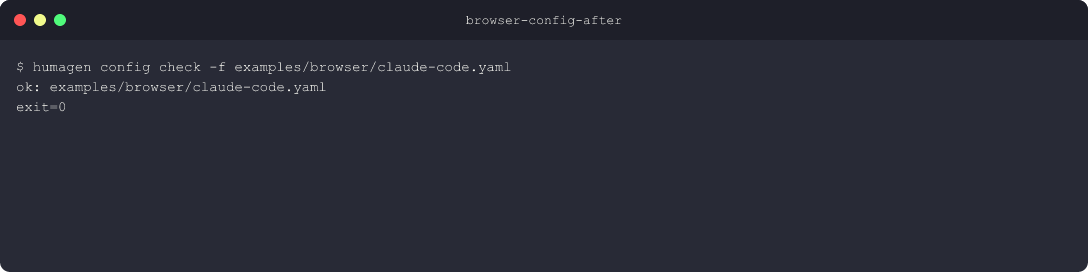 browser-config-after
$ humagen config check -f examples/browser/claude-code.yaml
ok: examples/browser/claude-code.yaml
exit=0